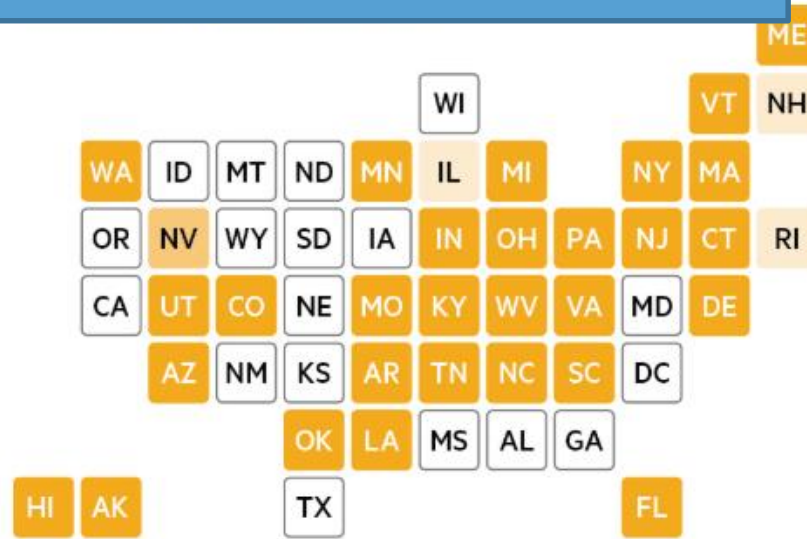 ME
WI VT NH
WA ID MT ND MN IL MI NY MA
OR NV WY SD IA IN OH PA NJ CT RI
CA UT CO NE MO KY WV VA MD DE
AZ NM KS AR TN NC SC DC
OK LA MS AL GA
HI AK TX FL